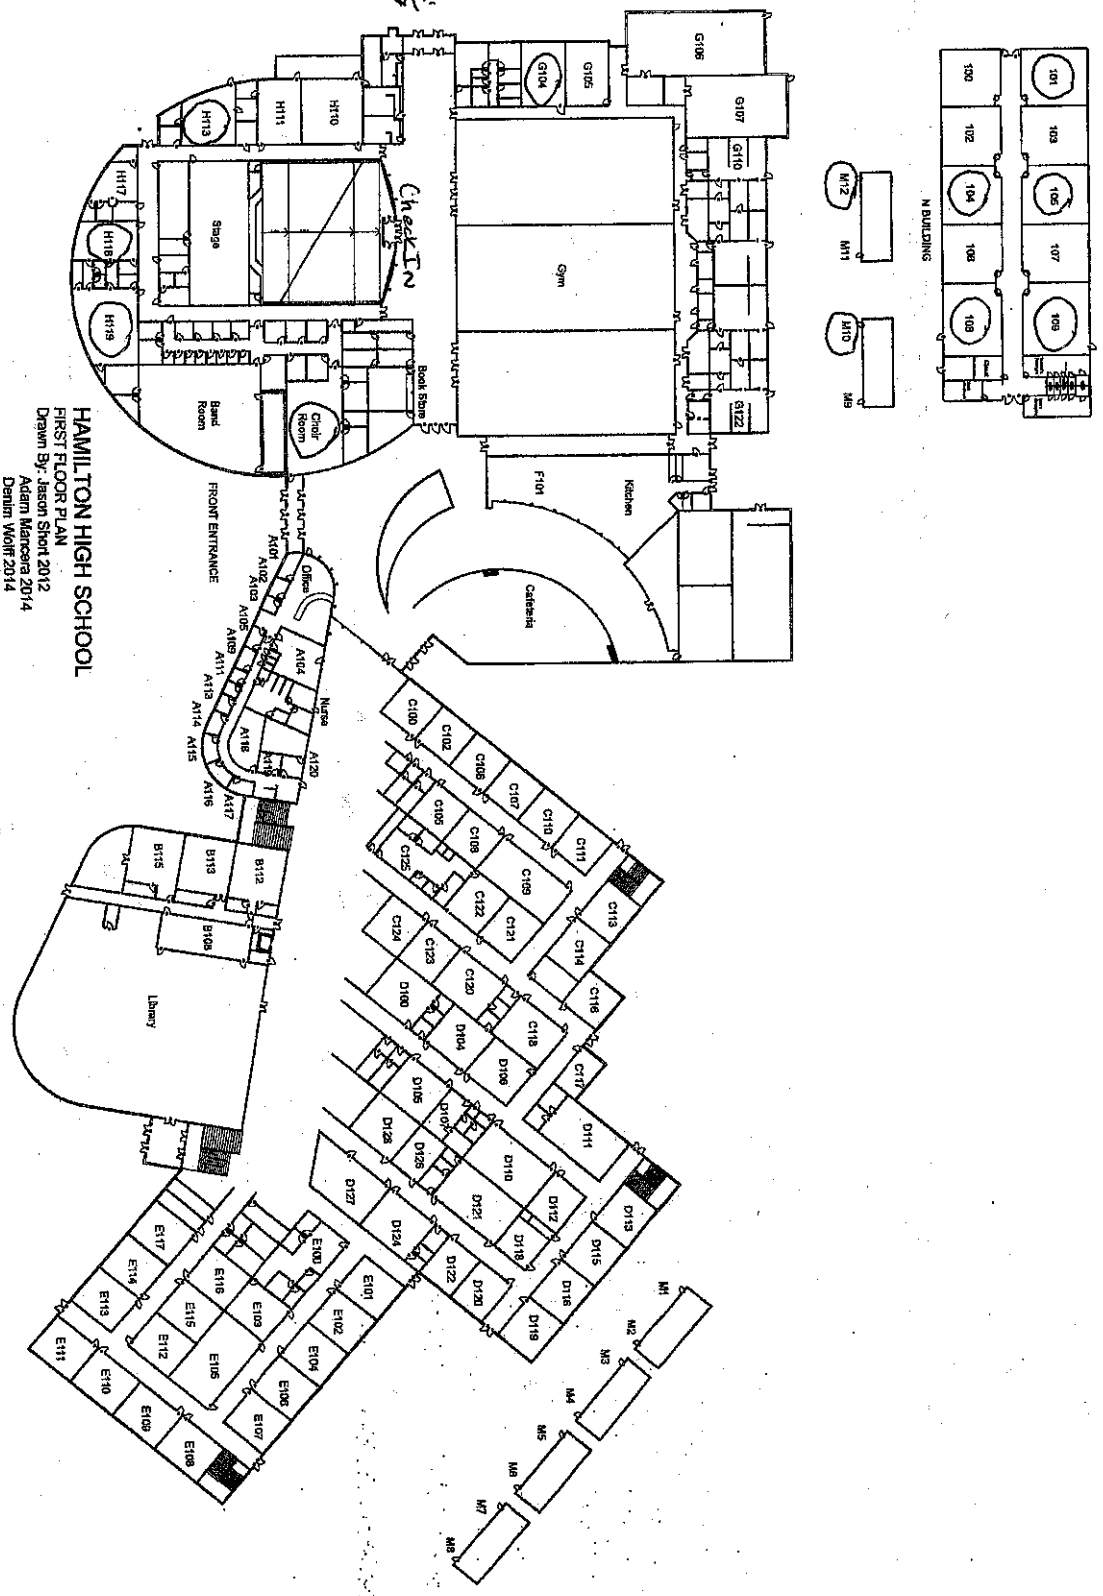 HAMILTON HIGH SCHOOL
FIRST FLOOR PLAN
Drawn By: Jason Short 2012
Adam Mancera 2014
Denim Wolff 2014
N BUILDING
101
103
105
107
109
100
102
104
106
108
M12
M11
M10
M9
G106
G107
G105
G104
G110
G122
Gym
Check IN
H110
H111
H113
H117
H118
H119
Stage
Band
Room
Choir
Room
Book Store
FRONT ENTRANCE
Kitchen
F101
Cafeteria
Office
A101
A102
A103
A105
A109
A111
A113
A114
A115
A116
A117
A118
A119
A120
A104
Nurse
B112
B113
B115
B108
Library
C100
C102
C106
C107
C110
C111
C105
C108
C109
C125
C122
C121
C113
C114
C116
C117
C124
C123
C120
C118
D100
D104
D106
D105
D107
D110
D111
D112
D113
D115
D116
D119
D118
D121
D128
D126
D127
D124
D122
D120
E100
E101
E102
E104
E106
E107
E103
E105
E116
E115
E112
E117
E114
E113
E111
E110
E109
E108
M1
M2
M3
M4
M5
M6
M7
M8